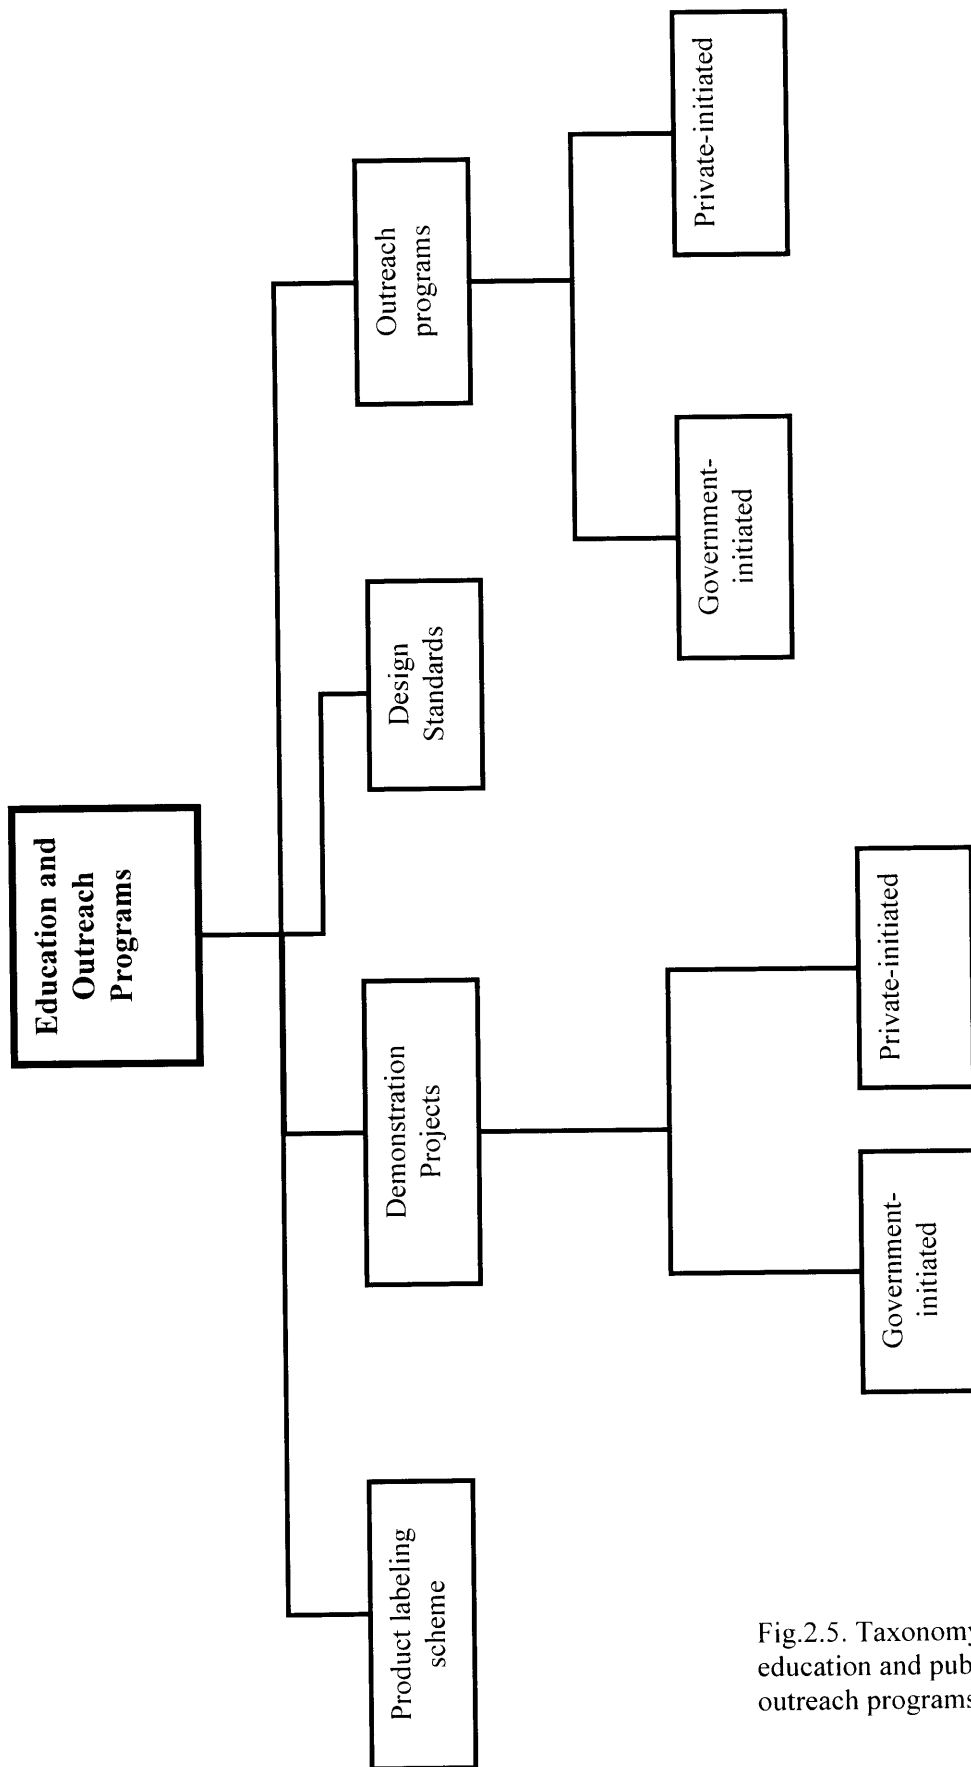 Education and
Outreach
Programs
Product labeling
scheme
Demonstration
Projects
Design
Standards
Outreach
programs
Government-
initiated
Private-initiated
Government-
initiated
Private-initiated
Fig.2.5. Taxonomy
education and pub
outreach programs